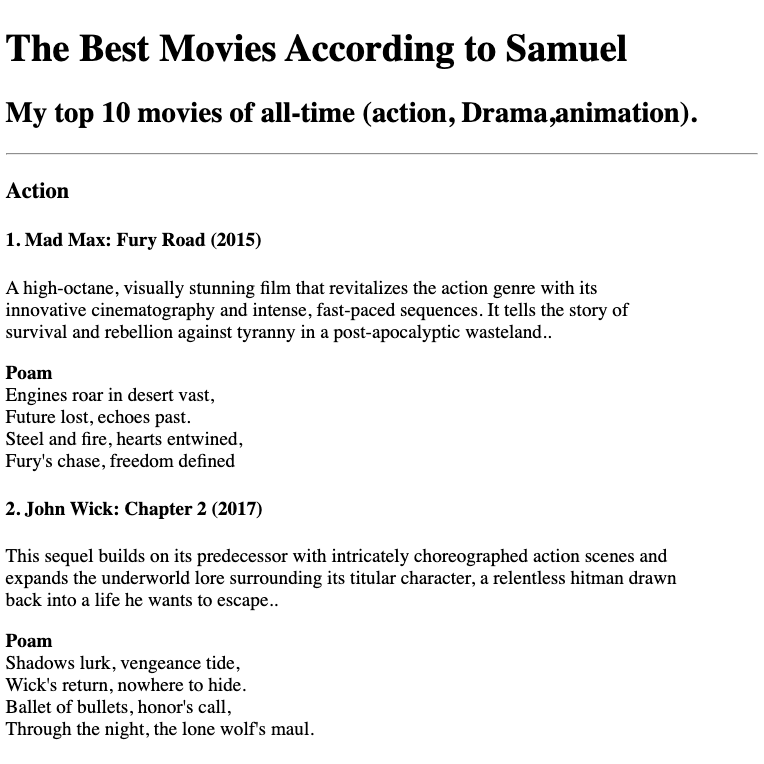 The Best Movies According to Samuel
My top 10 movies of all-time (action, Drama,animation).
Action
1. Mad Max: Fury Road (2015)
A high-octane, visually stunning film that revitalizes the action genre with its
innovative cinematography and intense, fast-paced sequences. It tells the story of
survival and rebellion against tyranny in a post-apocalyptic wasteland..
Poam
Engines roar in desert vast,
Future lost, echoes past.
Steel and fire, hearts entwined,
Fury's chase, freedom defined
2. John Wick: Chapter 2 (2017)
This sequel builds on its predecessor with intricately choreographed action scenes and
expands the underworld lore surrounding its titular character, a relentless hitman drawn
back into a life he wants to escape..
Poam
Shadows lurk, vengeance tide,
Wick's return, nowhere to hide.
Ballet of bullets, honor's call,
Through the night, the lone wolf's maul.